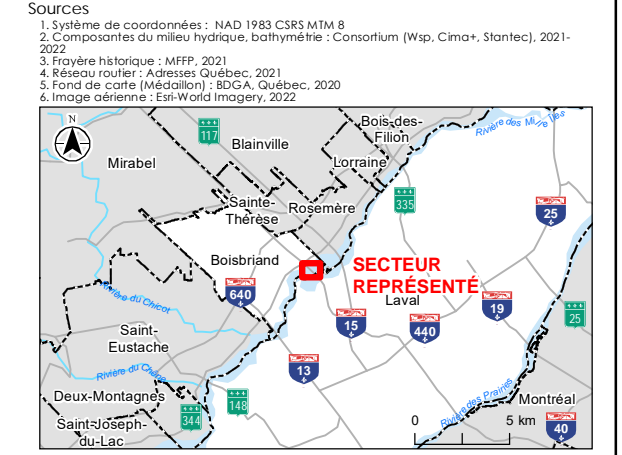 Sources
1. Système de coordonnées : NAD 1983 CSRS MTM 8
2. Composantes du milieu hydrique, bathymétrie : Consortium (Wsp, Cima+, Stantec), 2021-
2022
3. Frayère historique : MFFP, 2021
4. Réseau routier : Adresses Québec, 2021
5. Fond de carte (Médaillon) : BDGA, Québec, 2020
6. Image aérienne : Esri-World Imagery, 2022
N
117
Blainville
Bois-des-
Filion
Rivière des Mille Îles
Mirabel
Lorraine
Sainte-
Thérèse
Rosemère
335
25
Boisbriand
SECTEUR
REPRÉSENTÉ
640
Laval
Rivière du Chicot
19
15
440
25
Saint-
Eustache
13
Rivière du Chêne
Deux-Montagnes
148
Rivière des Prairies
Montréal
344
Saint-Joseph-
du-Lac
0
5 km
40